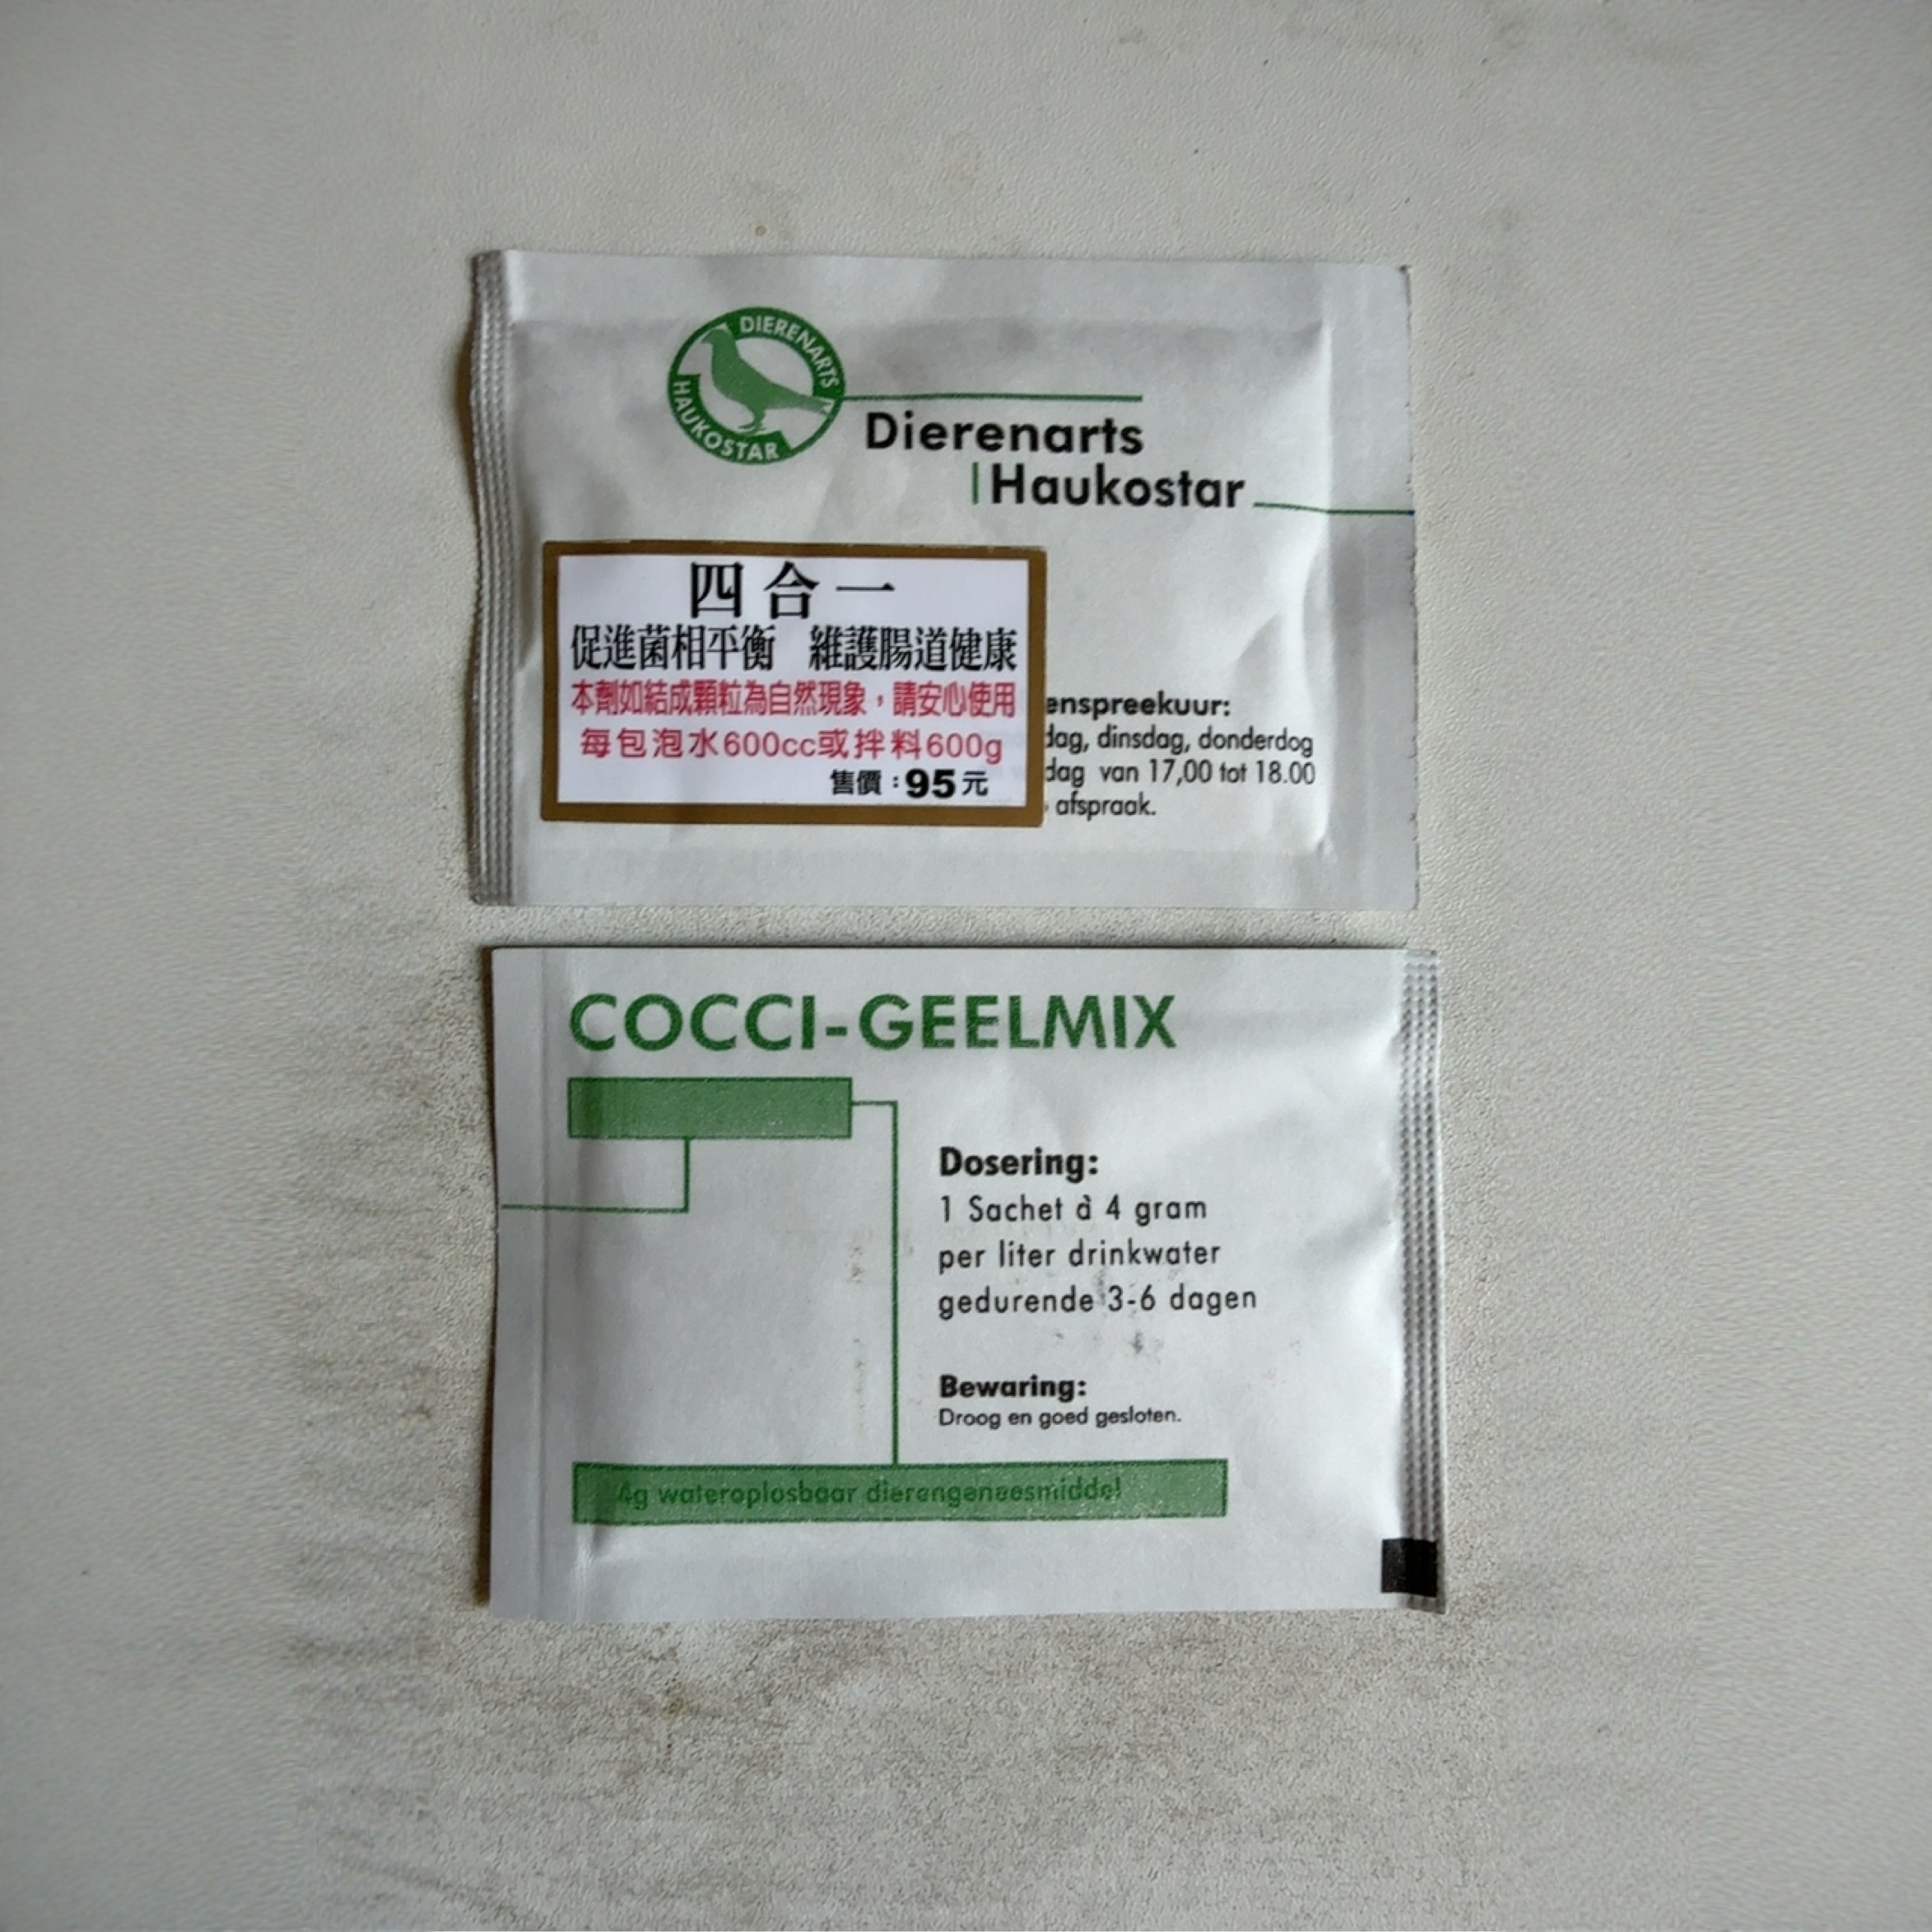 DIERENARTS
HAUKOSTAR
Dierenarts
Haukostar
四合一
促進菌相平衡 維護腸道健康
本劑如結成顆粒為自然現象，請安心使用
每包泡水600cc或拌料600g
售價：95元
enspreekuur:
dag, dinsdag, donderdog
dag van 17,00 tot 18.00
afspraak.
COCCI-GEELMIX
Dosering:
1 Sachet à 4 gram
per liter drinkwater
gedurende 3-6 dagen
Bewaring:
Droog en goed gesloten.
4g wateroplosbaar diergeneesmiddel